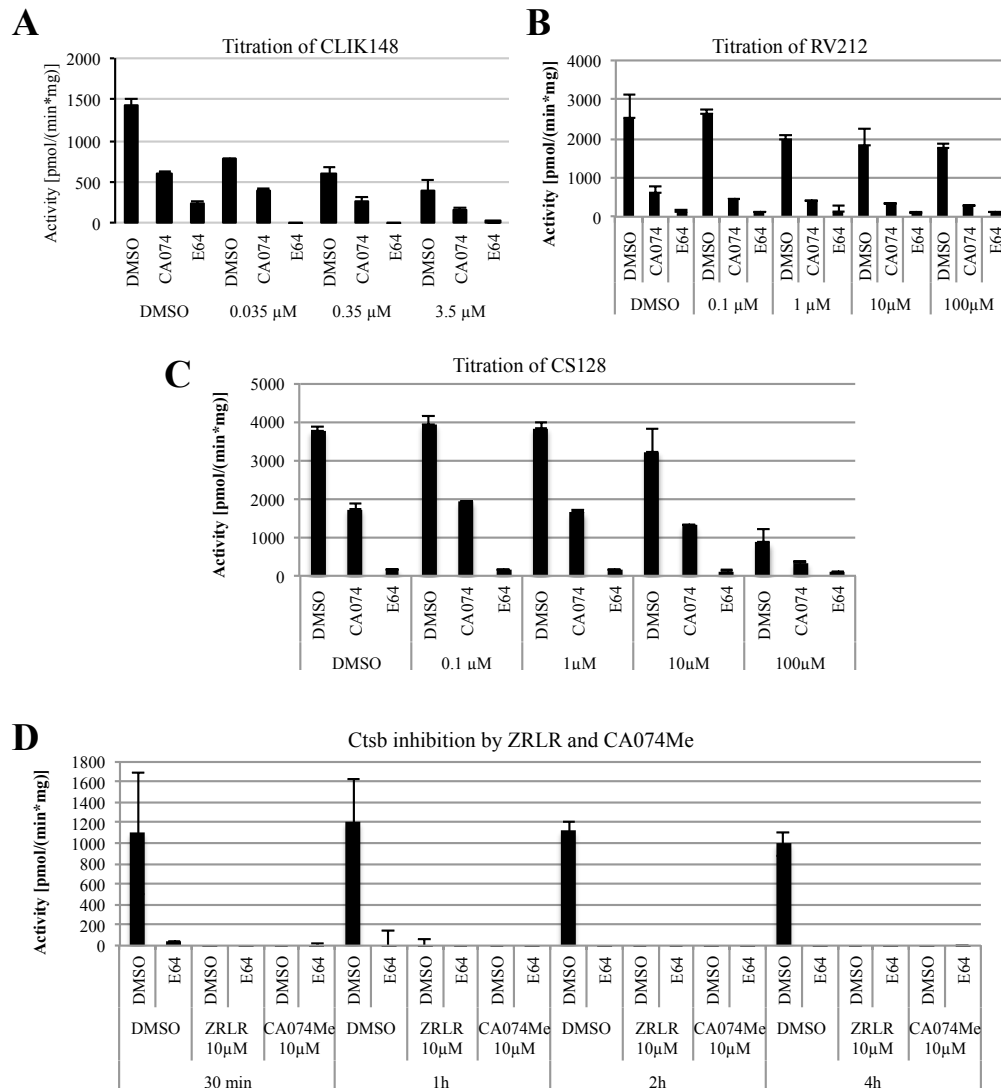 A
Titration of CLIK148
Activity [pmol/(min*mg)]
2000
1500
1000
500
0
DMSO CA074 E64 DMSO CA074 E64 DMSO CA074 E64 DMSO CA074 E64
DMSO 0.035 µM 0.35 µM 3.5 µM
B
Titration of RV212
Activity [pmol/(min*mg)]
4000
3000
2000
1000
0
DMSO CA074 E64 DMSO CA074 E64 DMSO CA074 E64 DMSO CA074 E64 DMSO CA074 E64
DMSO 0.1 µM 1 µM 10µM 100µM
C
Titration of CS128
Activity [pmol/(min*mg)]
5000
4000
3000
2000
1000
0
DMSO CA074 E64 DMSO CA074 E64 DMSO CA074 E64 DMSO CA074 E64 DMSO CA074 E64
DMSO 0.1 µM 1µM 10µM 100µM
D
Ctsb inhibition by ZRLR and CA074Me
Activity [pmol/(min*mg)]
1800
1600
1400
1200
1000
800
600
400
200
0
DMSO E64 DMSO E64 DMSO E64 DMSO E64 DMSO E64 DMSO E64 DMSO E64 DMSO E64 DMSO E64 DMSO E64 DMSO E64 DMSO E64
DMSO ZRLR CA074Me DMSO ZRLR CA074Me DMSO ZRLR CA074Me DMSO ZRLR CA074Me
10µM 10µM 10µM 10µM 10µM 10µM 10µM 10µM
30 min 1h 2h 4h